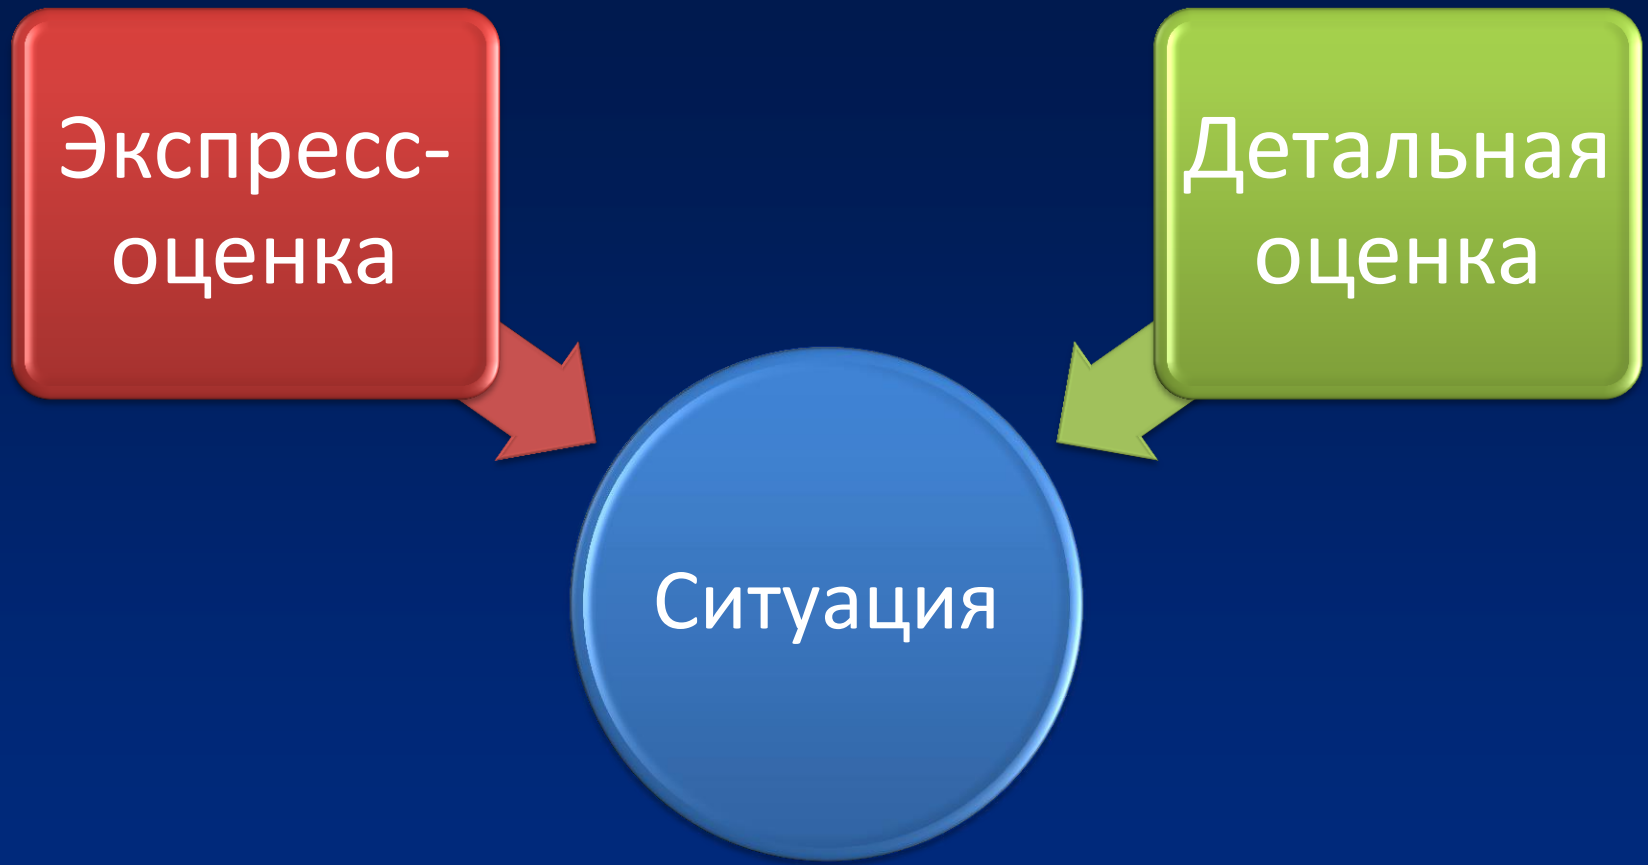 Экспресс-
оценка
Детальная
оценка
Ситуация